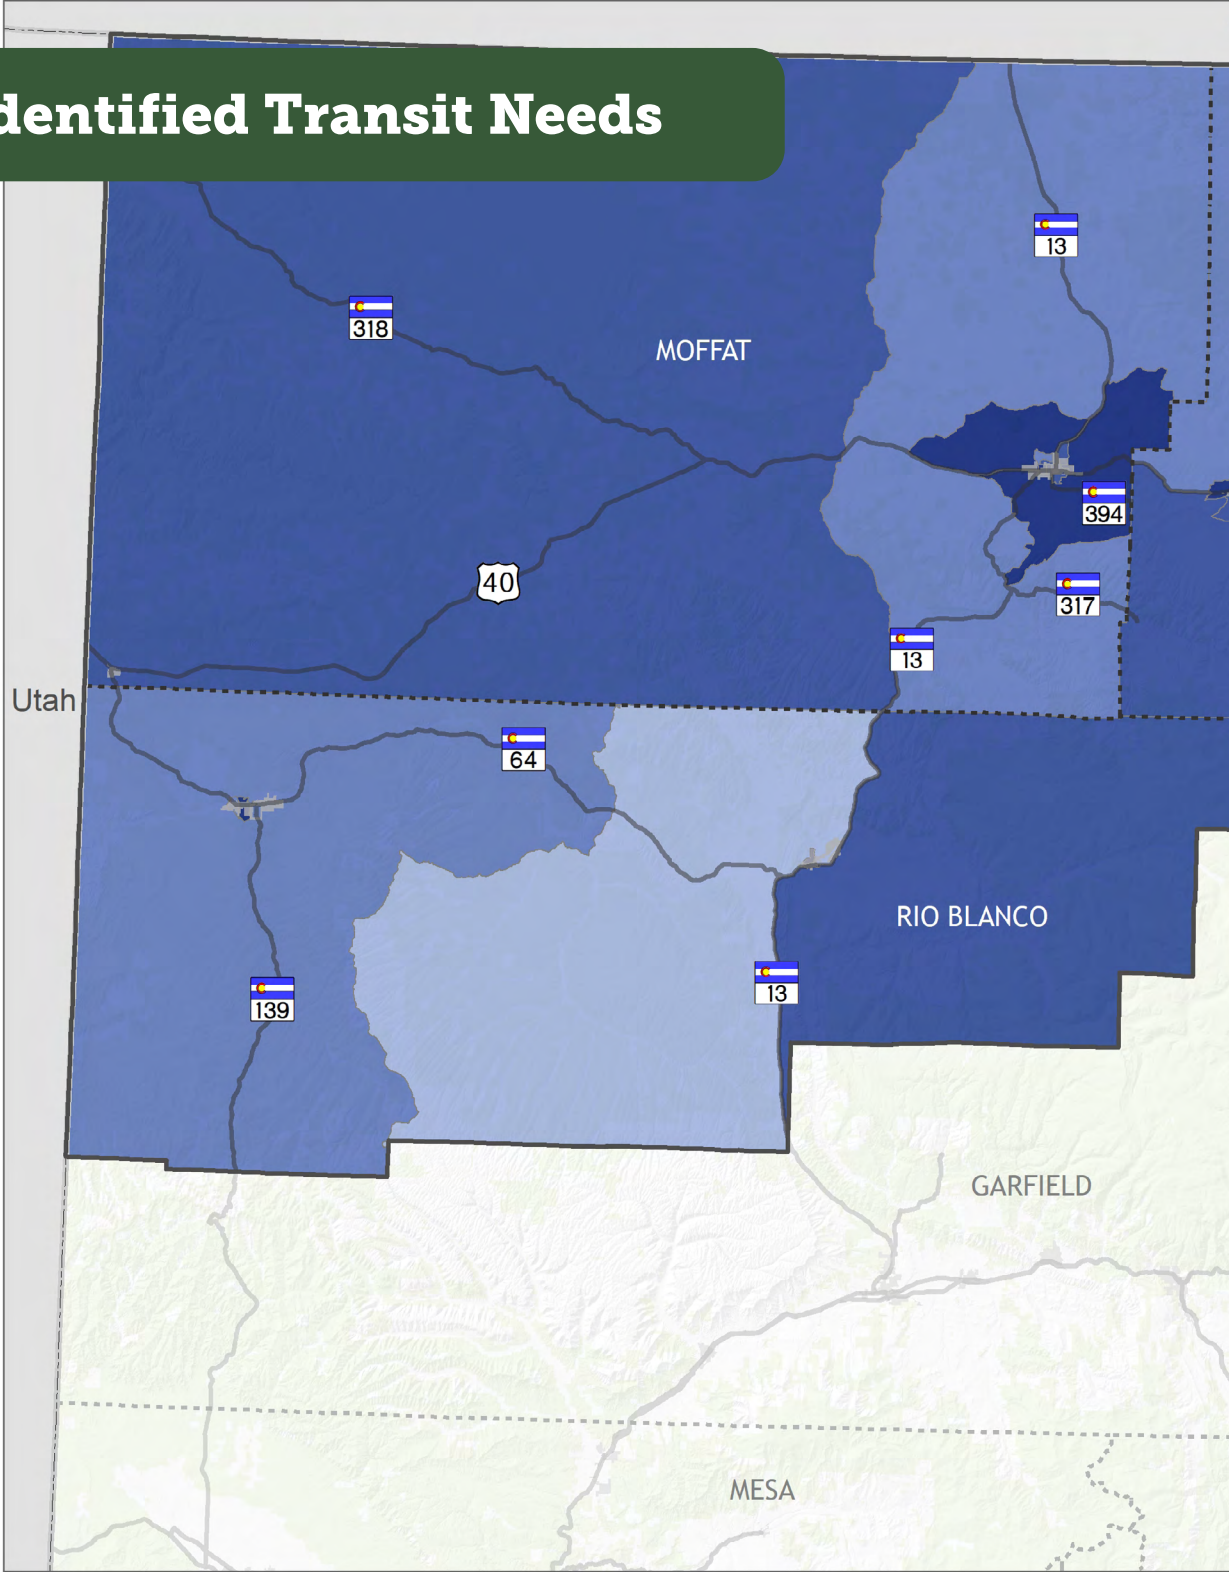 dentified Transit Needs
13
318
MOFFAT
394
40
317
13
Utah
64
RIO BLANCO
13
139
GARFIELD
MESA